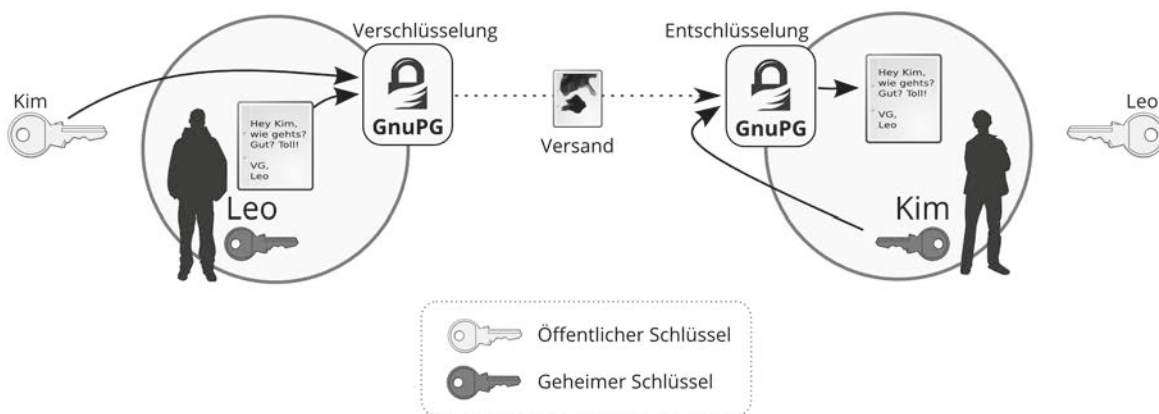 Verschlüsselung
Entschlüsselung
Kim
Hey Kim,
wie gehts?
Gut? Toll!
VG,
Leo
GnuPG
Versand
GnuPG
Hey Kim,
wie gehts?
Gut? Toll!
VG,
Leo
Leo
Leo
Kim
Öffentlicher Schlüssel
Geheimer Schlüssel